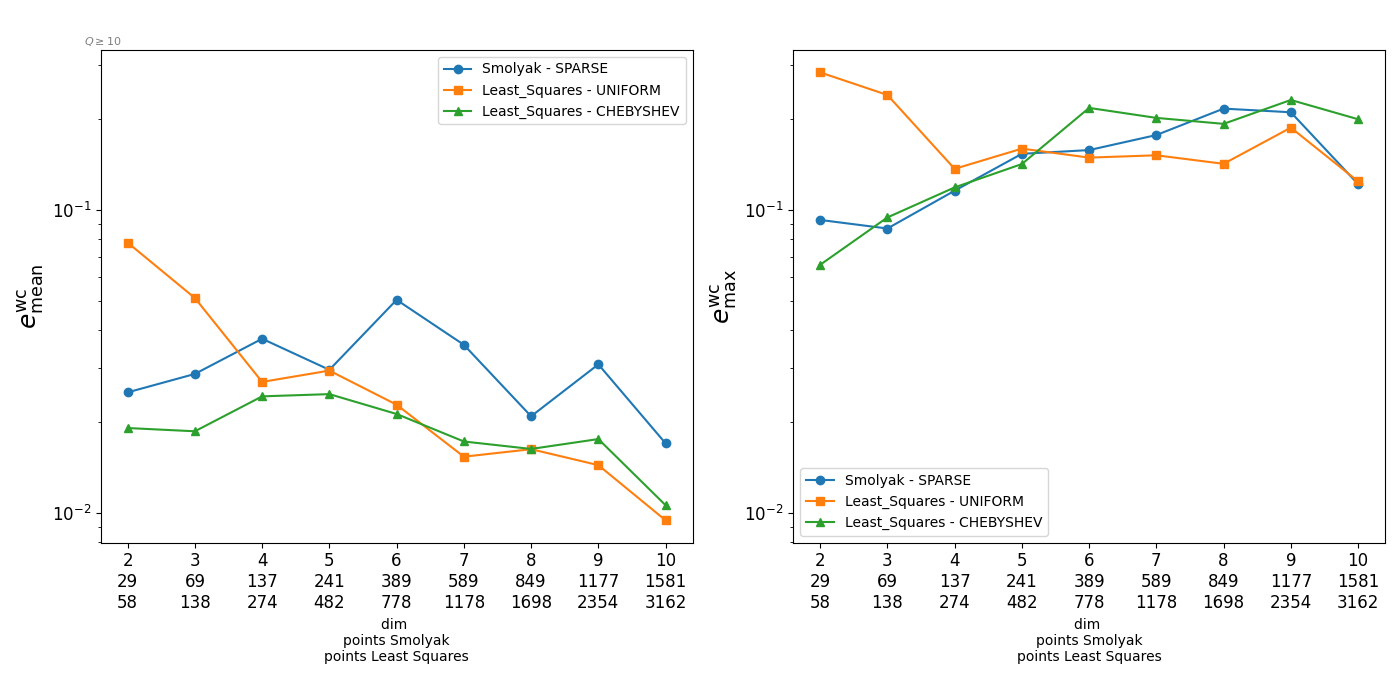 Q ≥ 10
Smolyak - SPARSE
Least_Squares - UNIFORM
Least_Squares - CHEBYSHEV
10⁻¹
10⁻²
e^wc_mean
2 3 4 5 6 7 8 9 10
29 69 137 241 389 589 849 1177 1581
58 138 274 482 778 1178 1698 2354 3162
dim
points Smolyak
points Least Squares
10⁻¹
10⁻²
e^wc_max
Smolyak - SPARSE
Least_Squares - UNIFORM
Least_Squares - CHEBYSHEV
2 3 4 5 6 7 8 9 10
29 69 137 241 389 589 849 1177 1581
58 138 274 482 778 1178 1698 2354 3162
dim
points Smolyak
points Least Squares